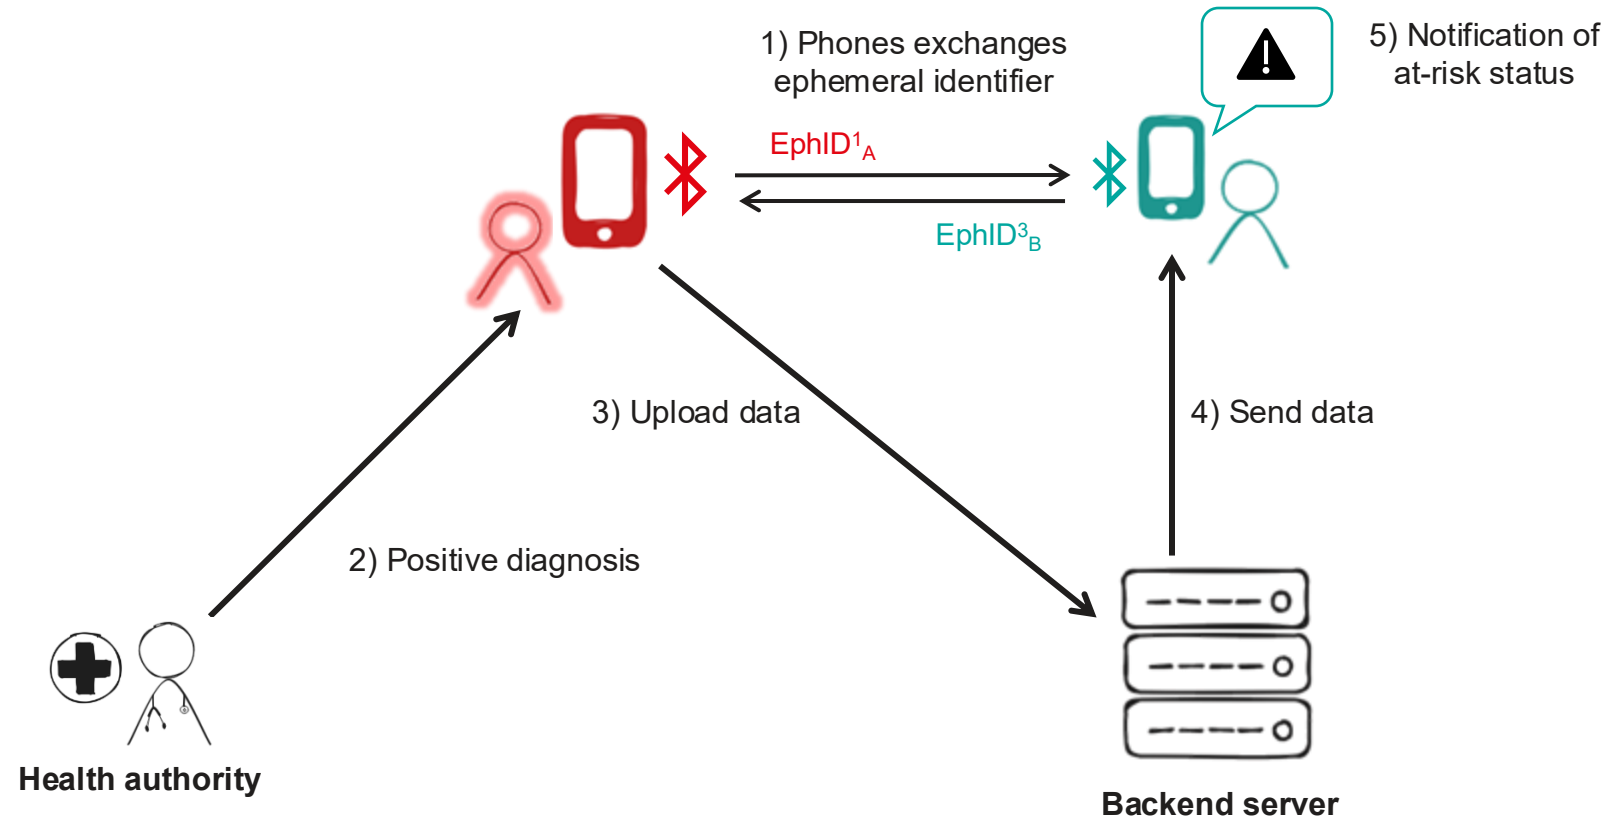 1) Phones exchanges
ephemeral identifier
5) Notification of
at-risk status
EphID¹A
EphID³B
3) Upload data
4) Send data
2) Positive diagnosis
Health authority
Backend server